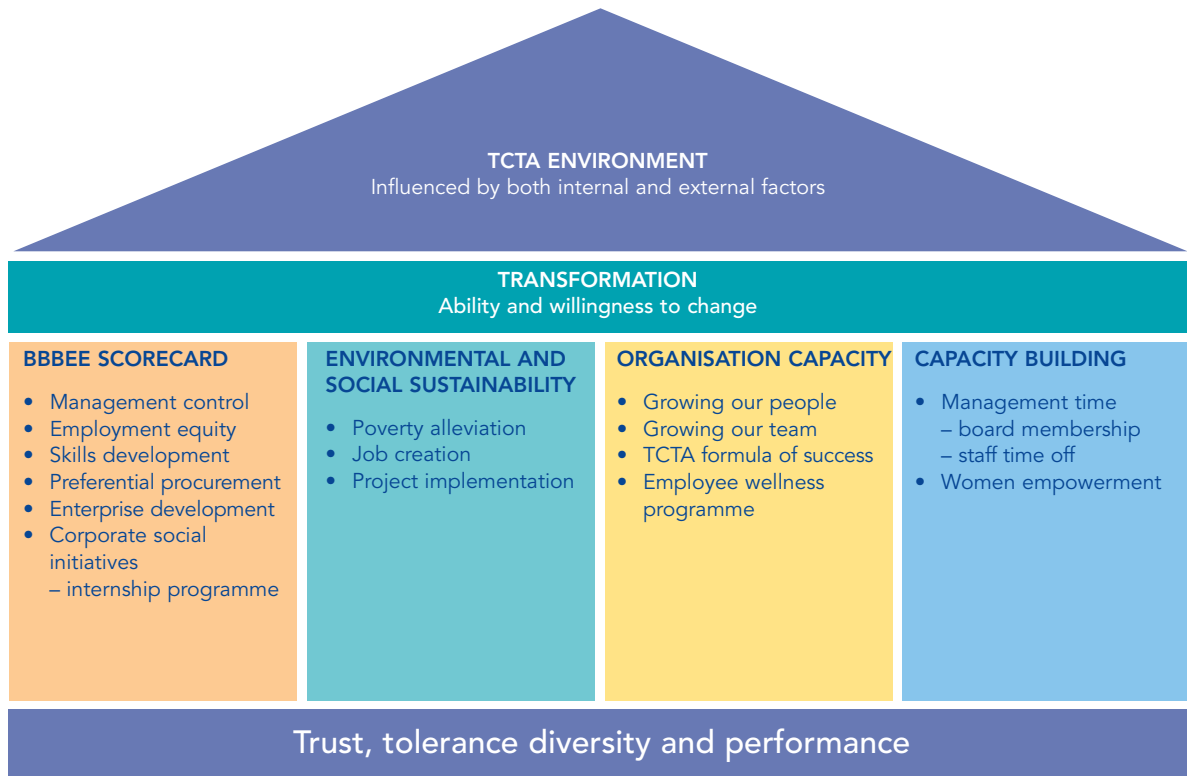 TCTA ENVIRONMENT
Influenced by both internal and external factors
TRANSFORMATION
Ability and willingness to change
BBBEE SCORECARD
• Management control
• Employment equity
• Skills development
• Preferential procurement
• Enterprise development
• Corporate social
initiatives
– internship programme
ENVIRONMENTAL AND
SOCIAL SUSTAINABILITY
• Poverty alleviation
• Job creation
• Project implementation
ORGANISATION CAPACITY
• Growing our people
• Growing our team
• TCTA formula of success
• Employee wellness
programme
CAPACITY BUILDING
• Management time
– board membership
– staff time off
• Women empowerment
Trust, tolerance diversity and performance